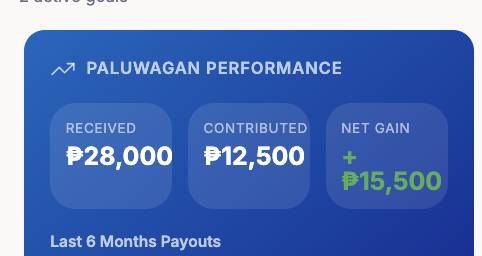 PALUWAGAN PERFORMANCE
RECEIVED
₱28,000
CONTRIBUTED
₱12,500
NET GAIN
+
₱15,500
Last 6 Months Payouts